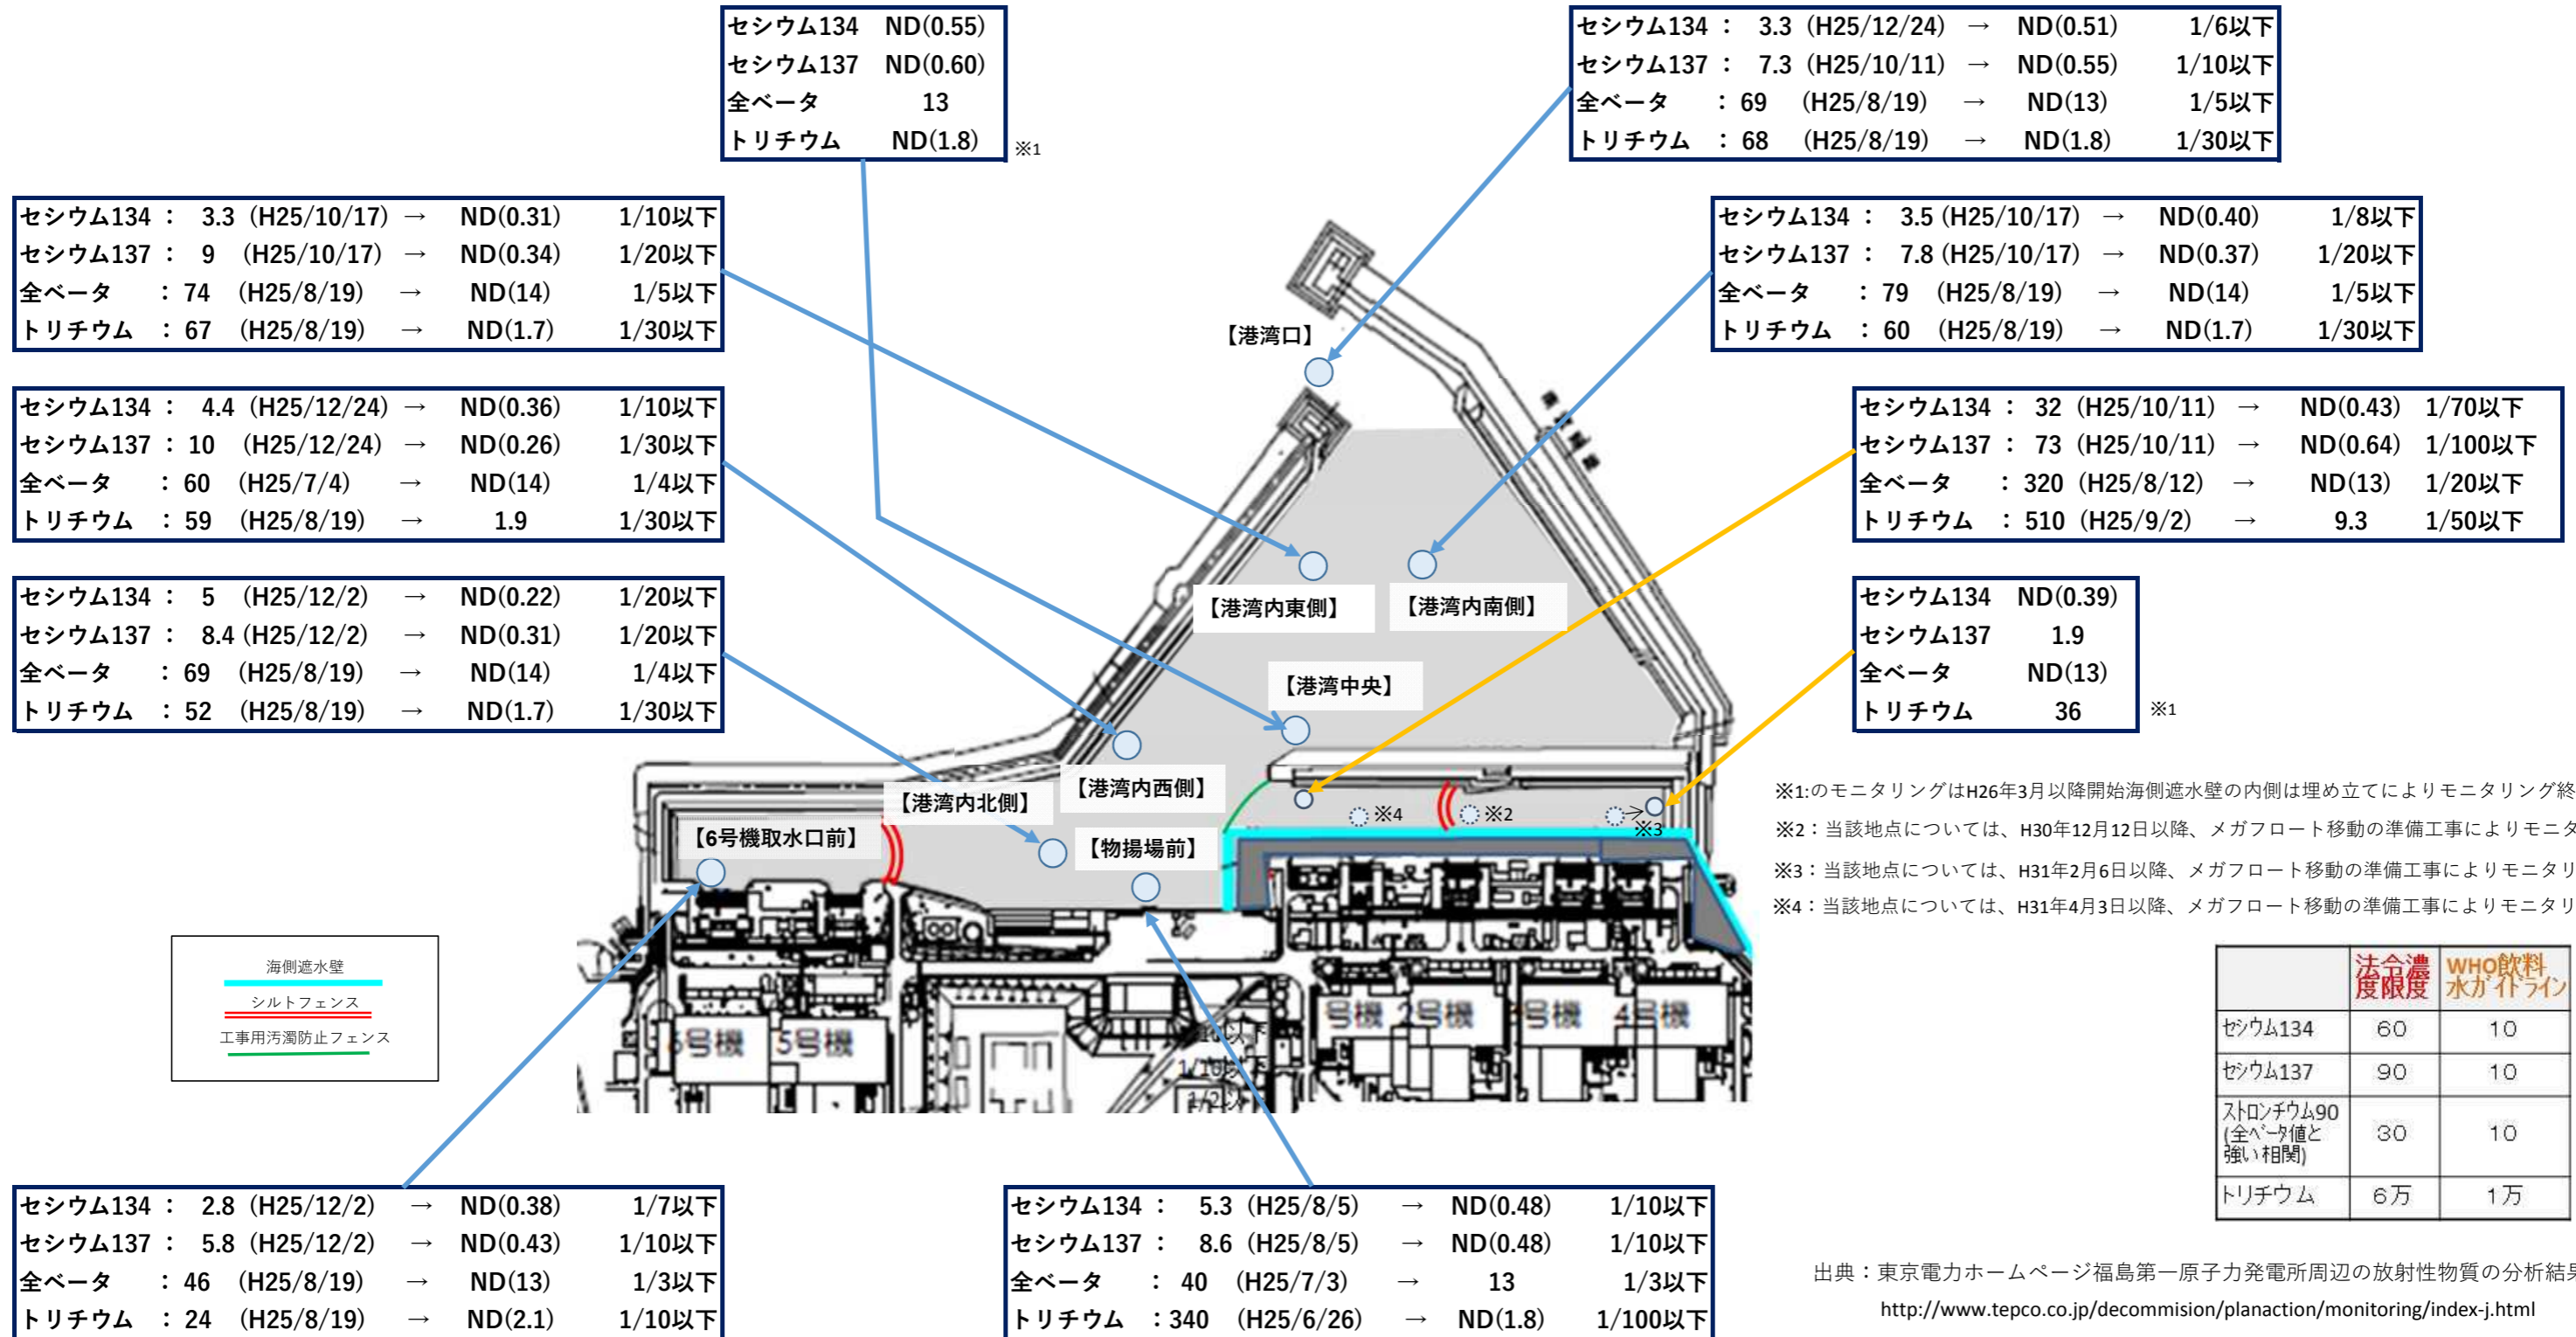 セシウム134 ND(0.55)
セシウム137 ND(0.60)
全ベータ 13
トリチウム ND(1.8) ※1
セシウム134 : 3.3 (H25/12/24) → ND(0.51) 1/6以下
セシウム137 : 7.3 (H25/10/11) → ND(0.55) 1/10以下
全ベータ : 69 (H25/8/19) → ND(13) 1/5以下
トリチウム : 68 (H25/8/19) → ND(1.8) 1/30以下
セシウム134 : 3.3 (H25/10/17) → ND(0.31) 1/10以下
セシウム137 : 9 (H25/10/17) → ND(0.34) 1/20以下
全ベータ : 74 (H25/8/19) → ND(14) 1/5以下
トリチウム : 67 (H25/8/19) → ND(1.7) 1/30以下
セシウム134 : 3.5 (H25/10/17) → ND(0.40) 1/8以下
セシウム137 : 7.8 (H25/10/17) → ND(0.37) 1/20以下
全ベータ : 79 (H25/8/19) → ND(14) 1/5以下
トリチウム : 60 (H25/8/19) → ND(1.7) 1/30以下
【港湾口】
セシウム134 : 4.4 (H25/12/24) → ND(0.36) 1/10以下
セシウム137 : 10 (H25/12/24) → ND(0.26) 1/30以下
全ベータ : 60 (H25/7/4) → ND(14) 1/4以下
トリチウム : 59 (H25/8/19) → 1.9 1/30以下
セシウム134 : 32 (H25/10/11) → ND(0.43) 1/70以下
セシウム137 : 73 (H25/10/11) → ND(0.64) 1/100以下
全ベータ : 320 (H25/8/12) → ND(13) 1/20以下
トリチウム : 510 (H25/9/2) → 9.3 1/50以下
セシウム134 : 5 (H25/12/2) → ND(0.22) 1/20以下
セシウム137 : 8.4 (H25/12/2) → ND(0.31) 1/20以下
全ベータ : 69 (H25/8/19) → ND(14) 1/4以下
トリチウム : 52 (H25/8/19) → ND(1.7) 1/30以下
【港湾内東側】 【港湾内南側】
セシウム134 ND(0.39)
セシウム137 1.9
全ベータ ND(13)
トリチウム 36 ※1
【港湾中央】
【港湾内西側】
【港湾内北側】
【6号機取水口前】
【物揚場前】
※4 ※2 ※3
※1:のモニタリングはH26年3月以降開始海側遮水壁の内側は埋め立てによりモニタリング終
※2：当該地点については、H30年12月12日以降、メガフロート移動の準備工事によりモニタ
※3：当該地点については、H31年2月6日以降、メガフロート移動の準備工事によりモニタリ
※4：当該地点については、H31年4月3日以降、メガフロート移動の準備工事によりモニタリ
海側遮水壁
シルトフェンス
工事用汚濁防止フェンス
6号機 5号機
号機 2号機 号機 4号機
1/10以下
法令濃度限度 WHO飲料水ガイドライン
セシウム134 60 10
セシウム137 90 10
ストロンチウム90
(全ベータ値と
強い相関) 30 10
トリチウム 6万 1万
セシウム134 : 2.8 (H25/12/2) → ND(0.38) 1/7以下
セシウム137 : 5.8 (H25/12/2) → ND(0.43) 1/10以下
全ベータ : 46 (H25/8/19) → ND(13) 1/3以下
トリチウム : 24 (H25/8/19) → ND(2.1) 1/10以下
セシウム134 : 5.3 (H25/8/5) → ND(0.48) 1/10以下
セシウム137 : 8.6 (H25/8/5) → ND(0.48) 1/10以下
全ベータ : 40 (H25/7/3) → 13 1/3以下
トリチウム : 340 (H25/6/26) → ND(1.8) 1/100以下
出典：東京電力ホームページ福島第一原子力発電所周辺の放射性物質の分析結果
http://www.tepco.co.jp/decommision/planaction/monitoring/index-j.html